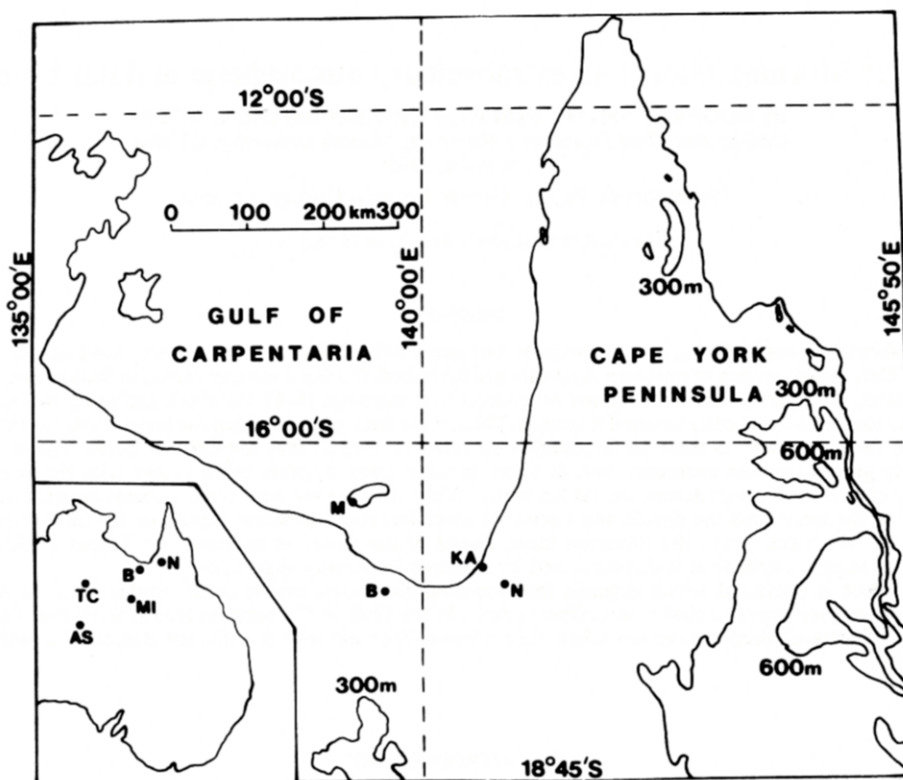 12°00'S
0 100 200 km 300
135°00'E
140°00'E
145°50'E
300m
GULF OF
CARPENTARIA
CAPE YORK
PENINSULA
300m
16°00'S
600m
M
KA
B
N
B
N
TC
MI
AS
600m
300m
18°45'S